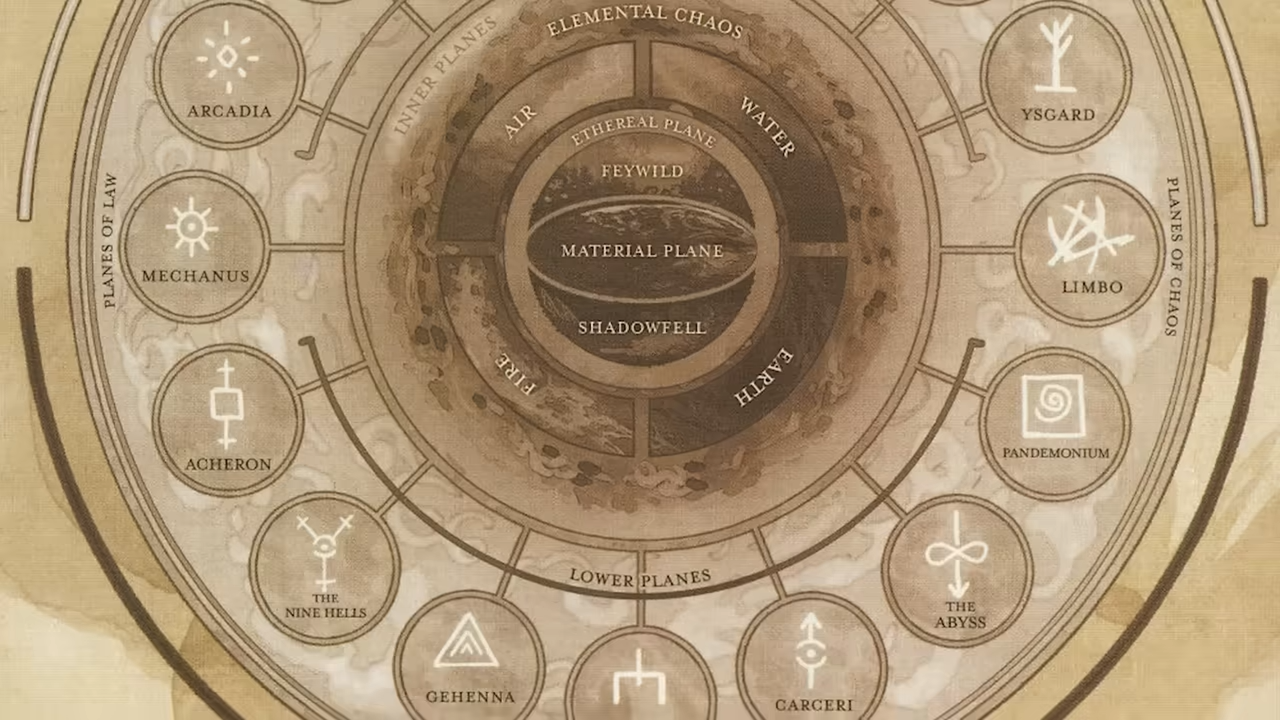 ELEMENTAL CHAOS
INNER PLANES
ARCADIA
YSGARD
AIR
WATER
ETHEREAL PLANE
FEYWILD
PLANES OF LAW
PLANES OF CHAOS
MATERIAL PLANE
MECHANUS
LIMBO
SHADOWFELL
FIRE
EARTH
ACHERON
PANDEMONIUM
LOWER PLANES
THE
NINE HELLS
THE
ABYSS
GEHENNA
CARCERI